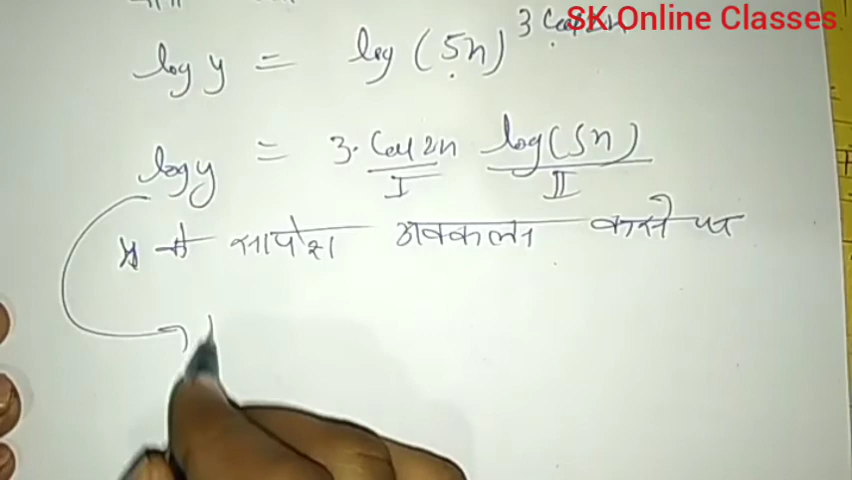 SK Online Classes
log y = log (5x)^3 Cos 2x
log y = 3. Cos 2x log (5x)
I II
x के सापेक्ष अवकलन करने पर